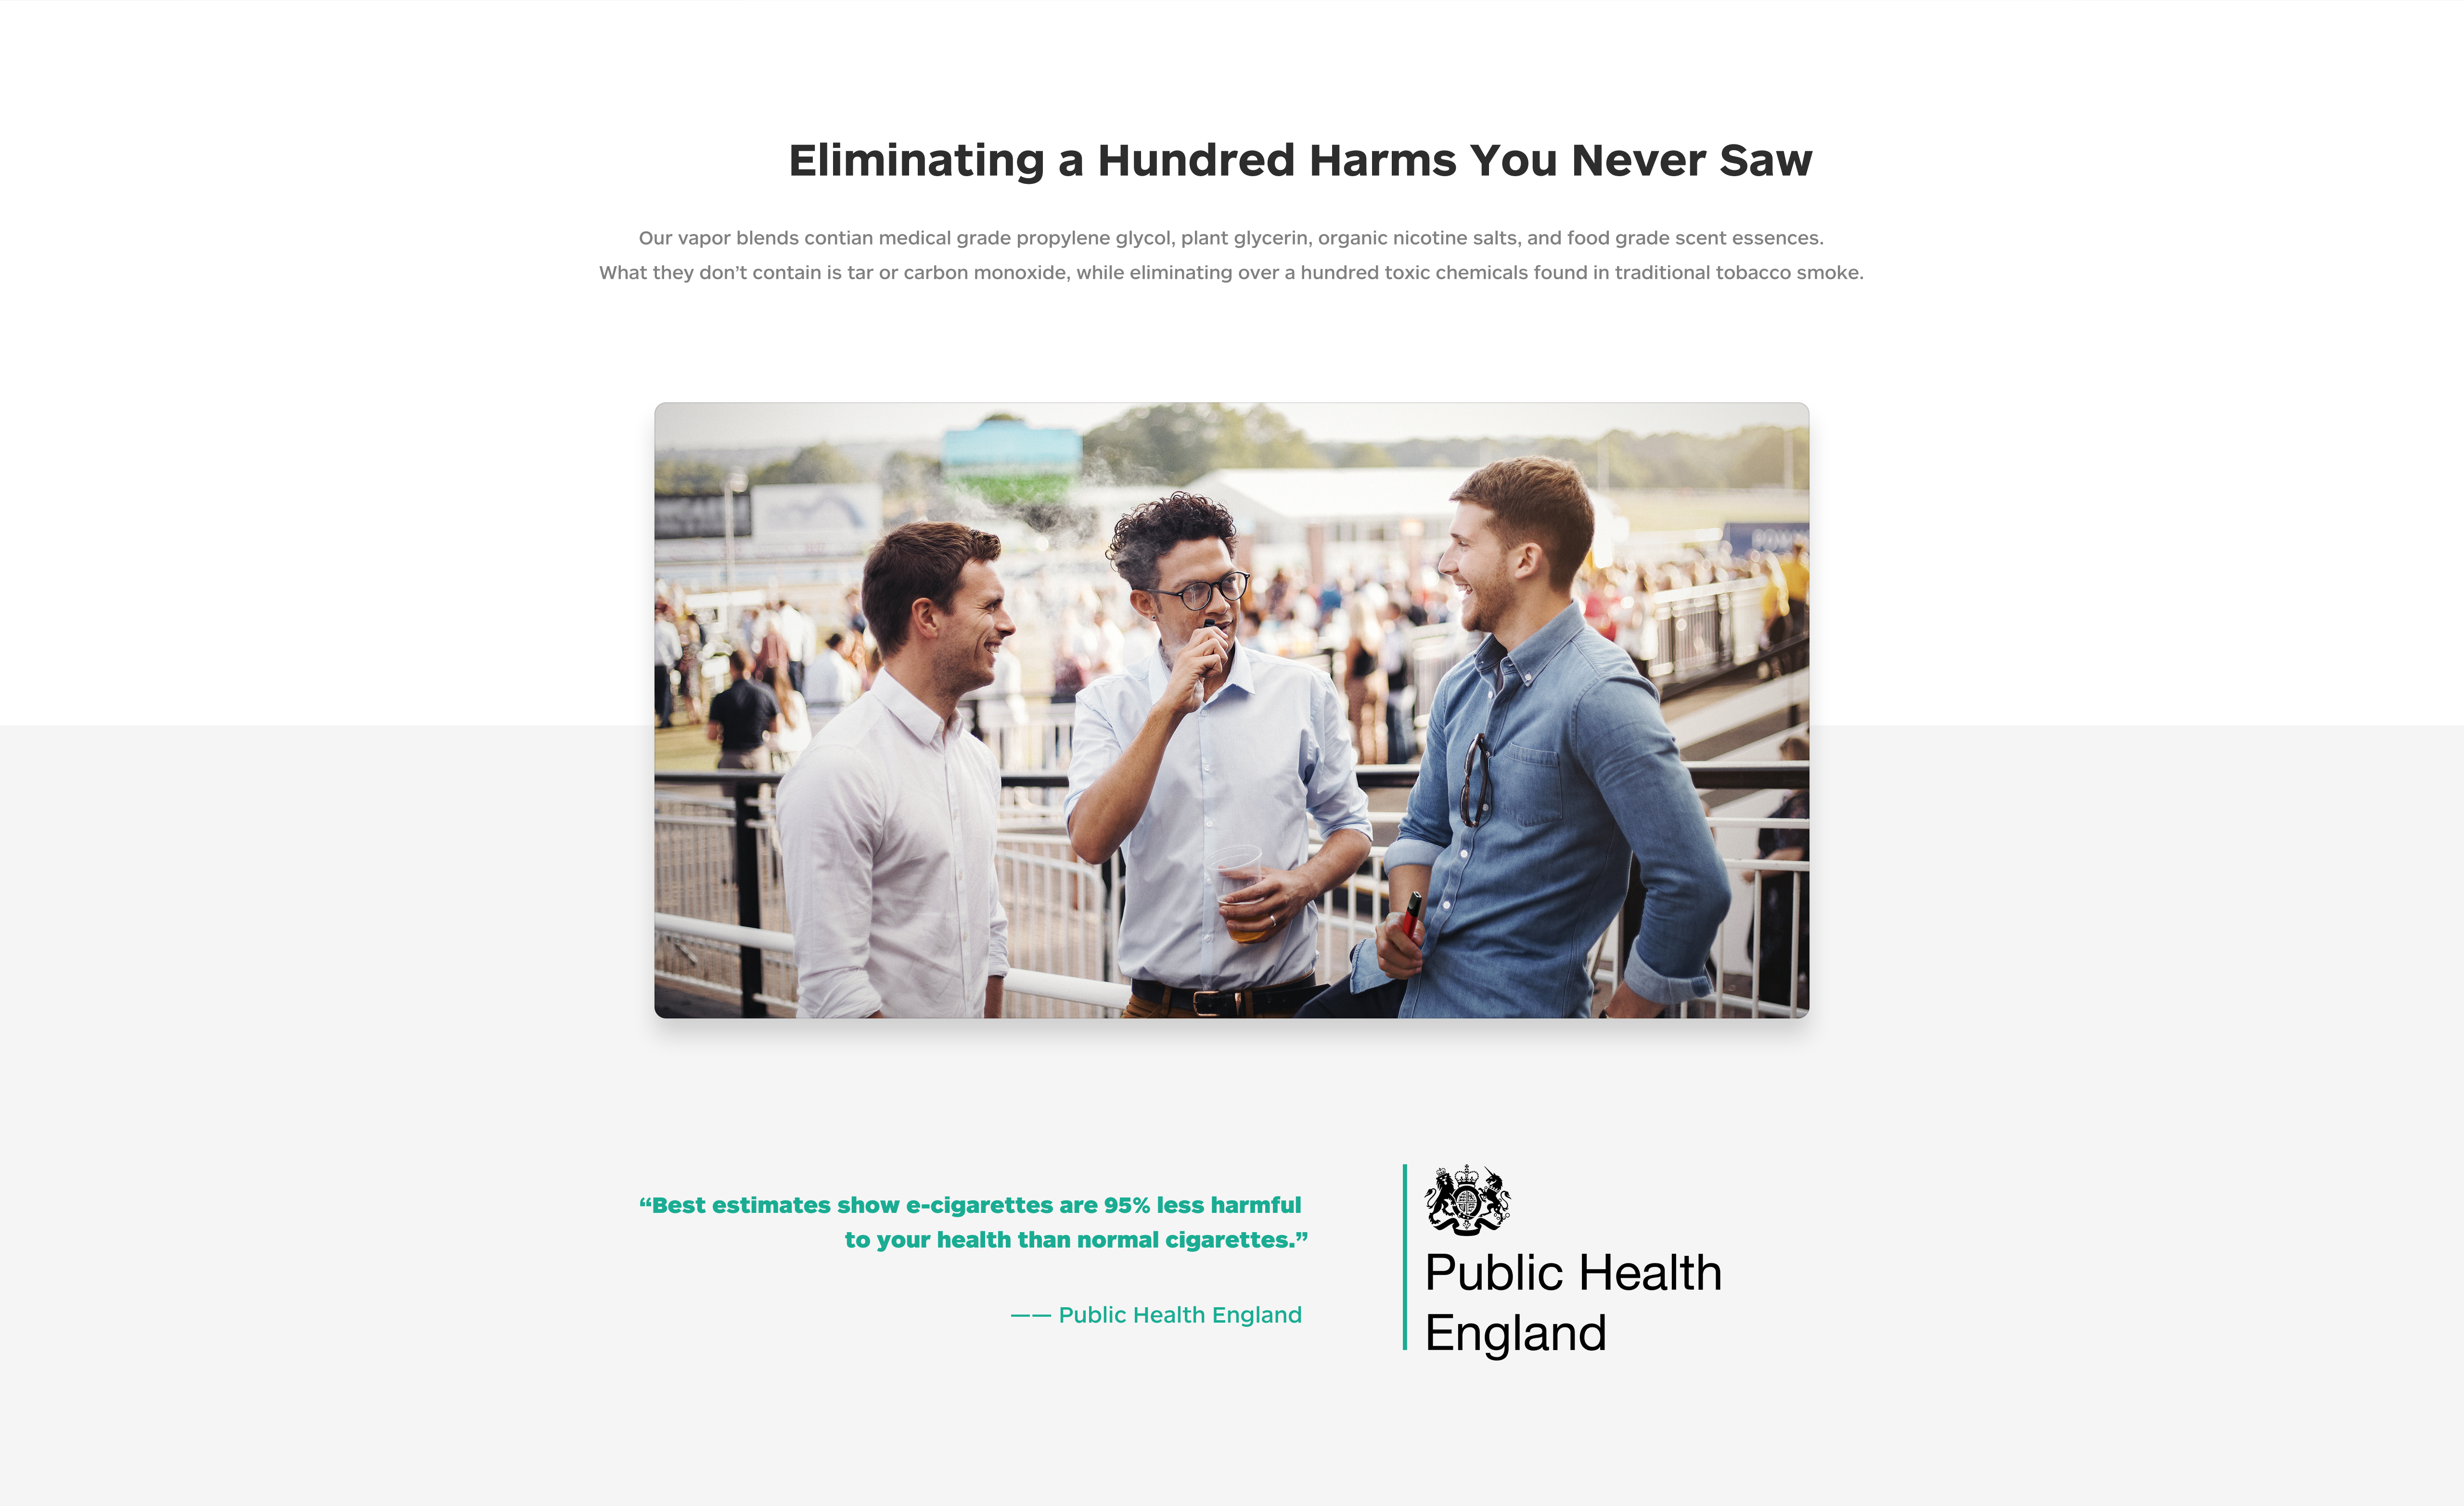 Eliminating a Hundred Harms You Never Saw
Our vapor blends contian medical grade propylene glycol, plant glycerin, organic nicotine salts, and food grade scent essences.
What they don’t contain is tar or carbon monoxide, while eliminating over a hundred toxic chemicals found in traditional tobacco smoke.
“Best estimates show e-cigarettes are 95% less harmful
to your health than normal cigarettes.”
—— Public Health England
Public Health
England